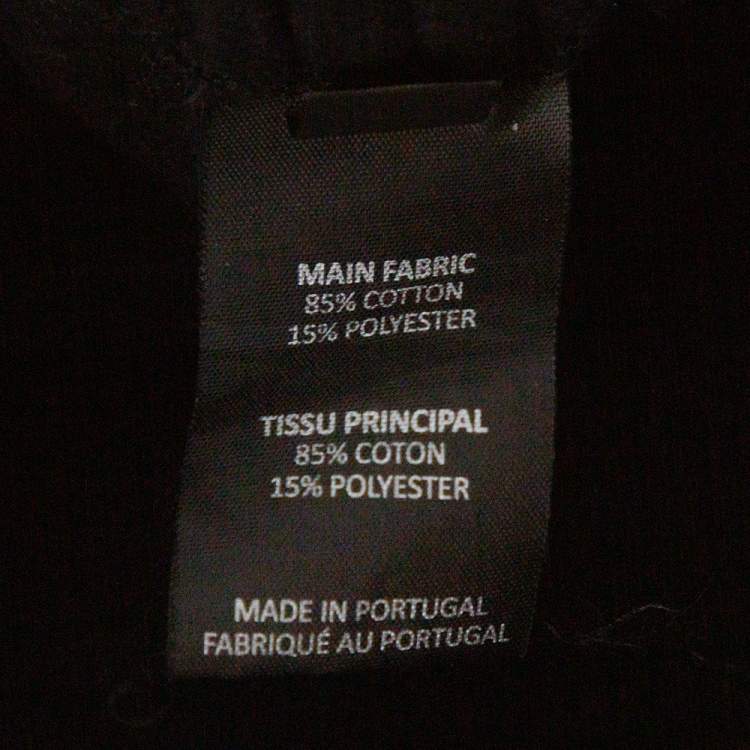 MAIN FABRIC
85% COTTON
15% POLYESTER
TISSU PRINCIPAL
85% COTON
15% POLYESTER
MADE IN PORTUGAL
FABRIQUÉ AU PORTUGAL